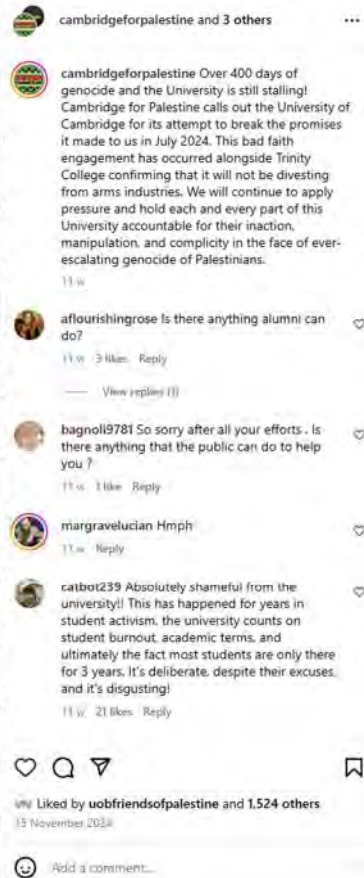 cambridgeforpalestine and 3 others
cambridgeforpalestine Over 400 days of
genocide and the University is still stalling!
Cambridge for Palestine calls out the University of
Cambridge for its attempt to break the promises
it made to us in July 2024. This bad faith
engagement has occurred alongside Trinity
College confirming that it will not be divesting
from arms industries. We will continue to apply
pressure and hold each and every part of this
University accountable for their inaction,
manipulation, and complicity in the face of ever-
escalating genocide of Palestinians.
11 w
aflourishingrose Is there anything alumni can
do?
11 w 3 likes Reply
View replies (1)
bagnoli9781 So sorry after all your efforts . Is
there anything that the public can do to help
you ?
11 w 1 like Reply
margravelucian Hmph
11 w Reply
catbot239 Absolutely shameful from the
university!! This has happened for years in
student activism, the university counts on
student burnout, academic terms, and
ultimately the fact most students are only there
for 3 years. It's deliberate, despite their excuses,
and it's disgusting!
11 w 21 likes Reply
Liked by uobfriendsofpalestine and 1,524 others
13 November 2024
Add a comment...